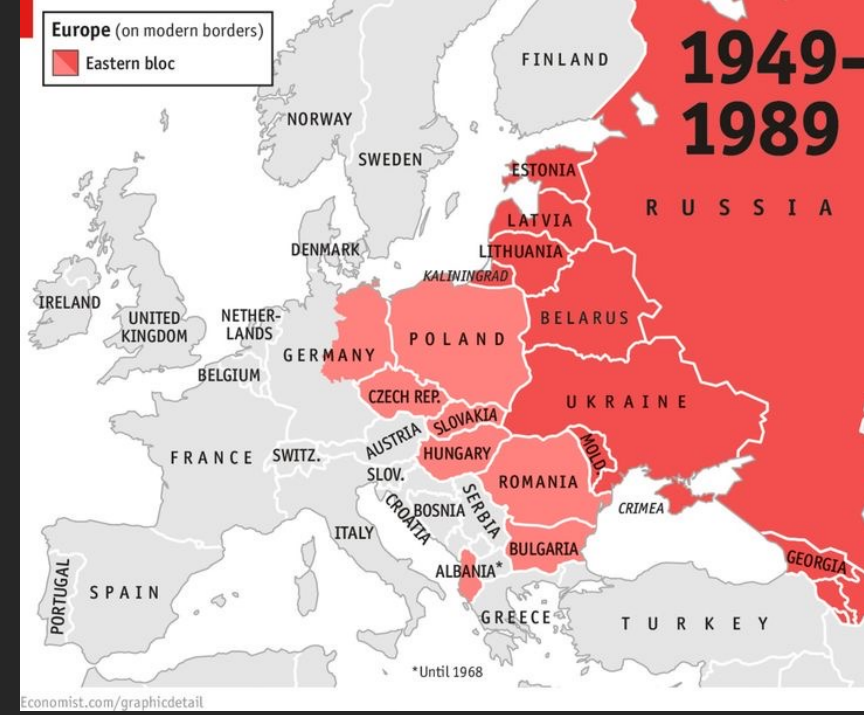 Europe (on modern borders)
Eastern bloc
1949-
1989
FINLAND
NORWAY
SWEDEN
ESTONIA
RUSSIA
LATVIA
DENMARK
LITHUANIA
KALININGRAD
IRELAND
UNITED
KINGDOM
NETHER-
LANDS
BELARUS
GERMANY
POLAND
BELGIUM
CZECH REP.
UKRAINE
SLOVAKIA
AUSTRIA
FRANCE
SWITZ.
HUNGARY
MOLD.
SLOV.
ROMANIA
CROATIA
BOSNIA
SERBIA
CRIMEA
ITALY
BULGARIA
GEORGIA
ALBANIA*
PORTUGAL
SPAIN
GREECE
TURKEY
*Until 1968
Economist.com/graphicdetail